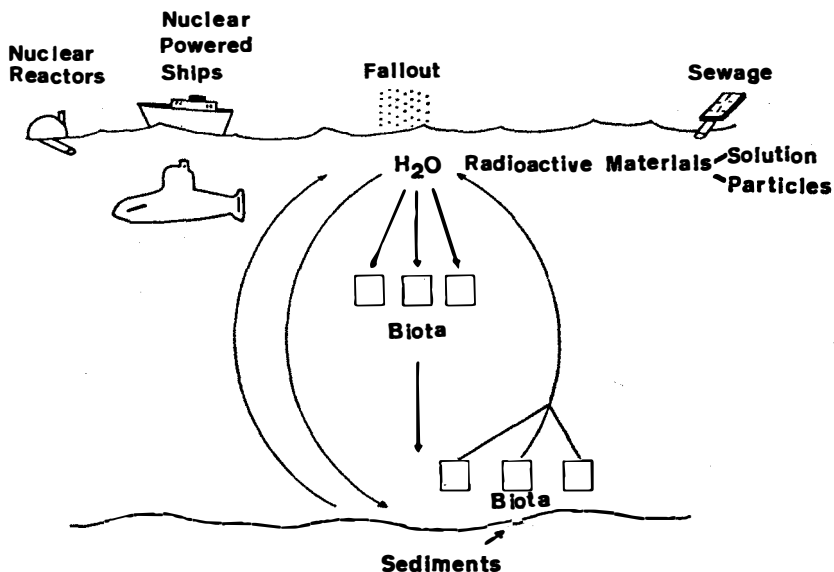 Nuclear
Reactors
Nuclear
Powered
Ships
Fallout
Sewage
H₂O Radioactive Materials
Solution
Particles
Biota
Biota
Sediments